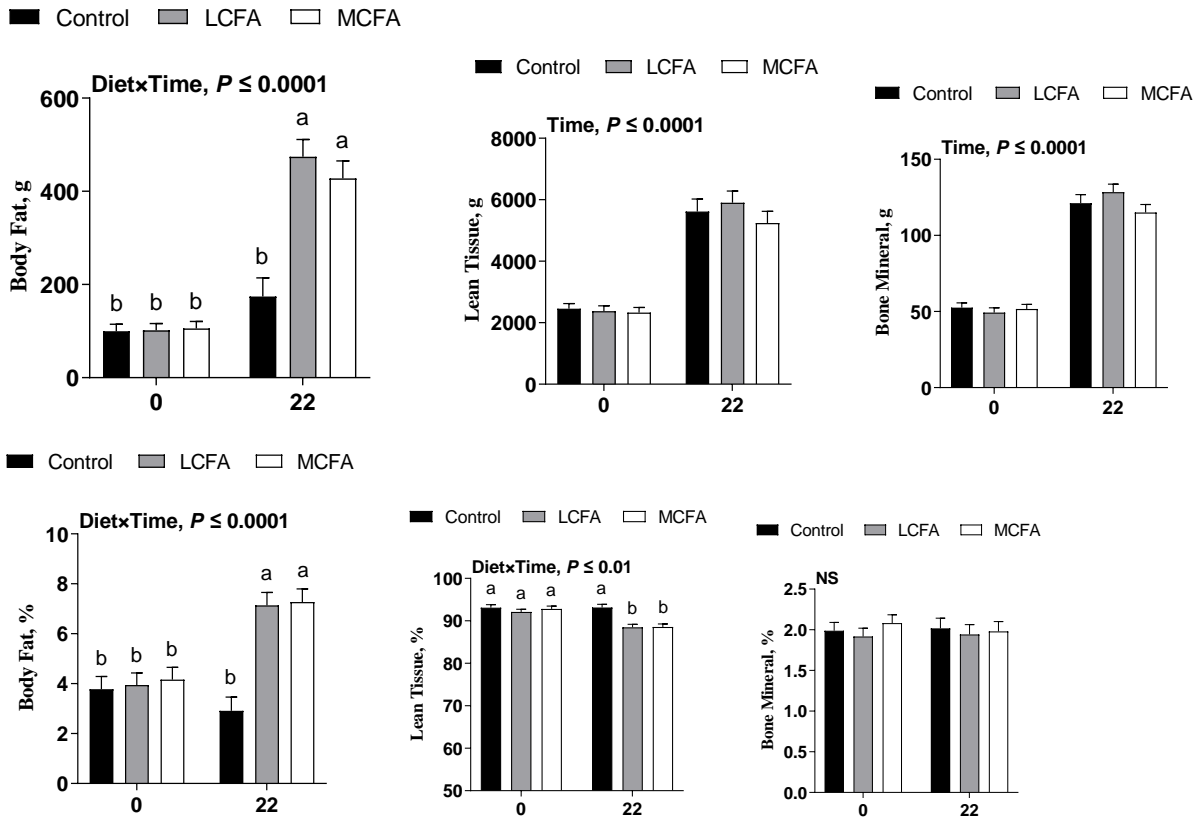 Control LCFA MCFA
Diet×Time, P ≤ 0.0001
Body Fat, g
600
400
200
0
a
a
b
b b b
0 22
Control LCFA MCFA
Time, P ≤ 0.0001
Lean Tissue, g
8000
6000
4000
2000
0
0 22
Control LCFA MCFA
Time, P ≤ 0.0001
Bone Mineral, g
150
100
50
0
0 22
Control LCFA MCFA
Diet×Time, P ≤ 0.0001
Body Fat, %
10
8
6
4
2
0
a a
b b b
b
0 22
Control LCFA MCFA
Diet×Time, P ≤ 0.01
Lean Tissue, %
100
90
80
70
60
50
a a a a
b b
0 22
Control LCFA MCFA
NS
Bone Mineral, %
2.5
2.0
1.5
1.0
0.5
0.0
0 22